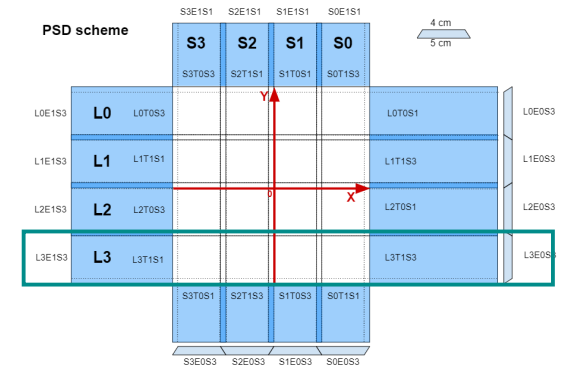 S3E1S1 S2E1S1 S1E1S1 S0E1S1
PSD scheme
4 cm
5 cm
S3 S2 S1 S0
S3T0S3 S2T1S1 S1T0S1 S0T1S3
Y
L0E1S3 L0 L0T0S3 L0T0S1 L0E0S3
L1E1S3 L1 L1T1S1 L1T1S3 L1E0S3
0 X
L2E1S3 L2 L2T0S3 L2T0S1 L2E0S3
L3E1S3 L3 L3T1S1 L3T1S3 L3E0S3
S3T0S1 S2T1S3 S1T0S3 S0T1S1
S3E0S3 S2E0S3 S1E0S3 S0E0S3